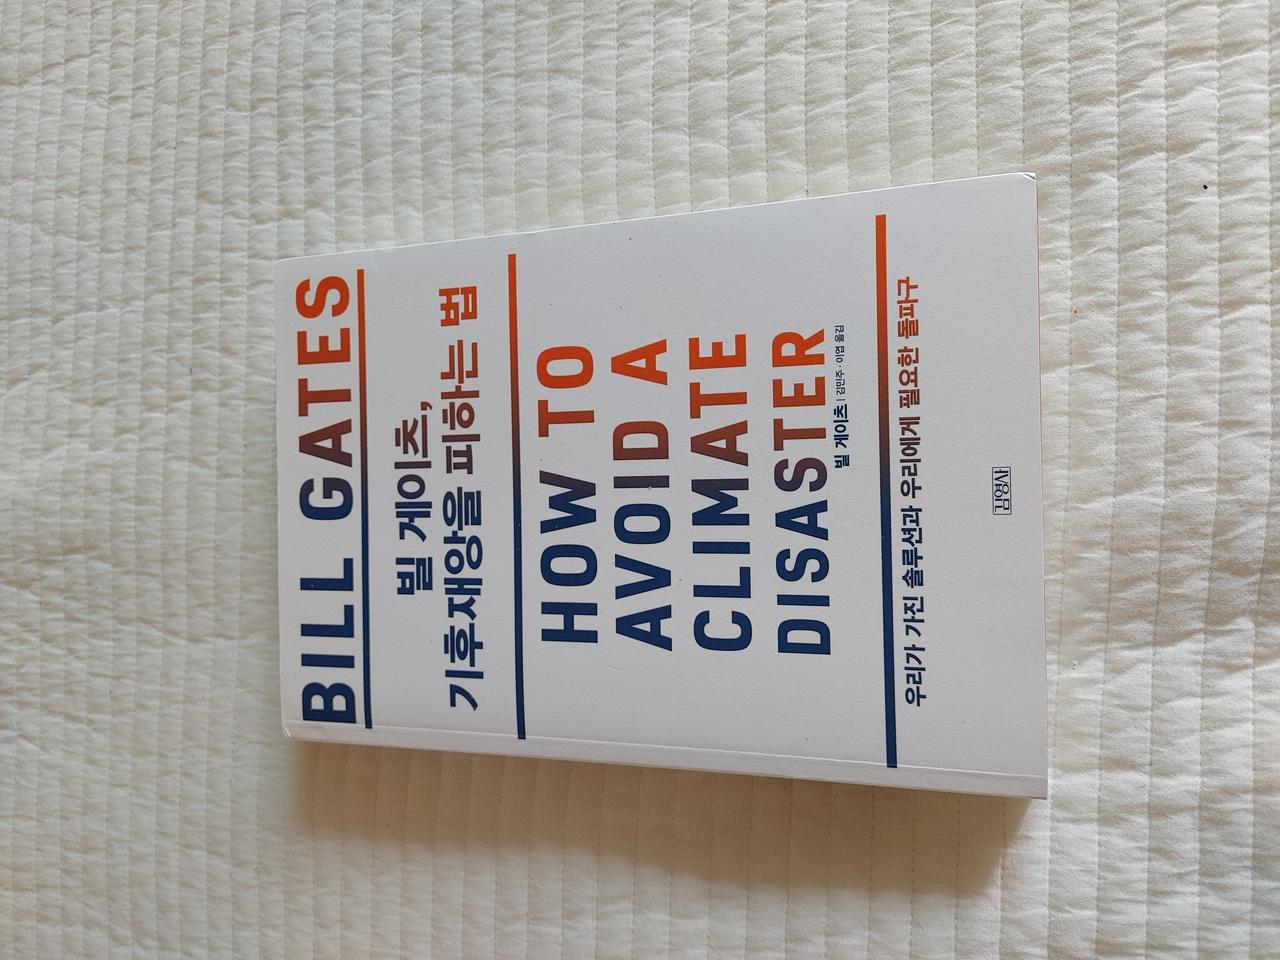 BILL GATES
빌 게이츠,
기후재앙을 피하는 법
HOW TO
AVOID A
CLIMATE
DISASTER
빌 게이츠 | 김민주·이엽 옮김
우리가 가진 솔루션과 우리에게 필요한 돌파구
김영사